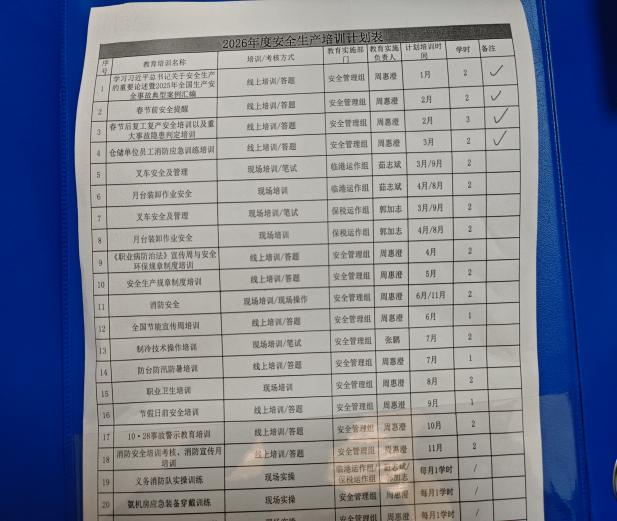 2026年度安全生产培训计划表
序号 教育培训名称 培训/考核方式 教育实施部门 教育实施负责人 计划培训时间 学时 备注
1 学习习近平总书记关于安全生产的重要论述暨2025年全国生产安全事故典型案例汇编 线上培训/答题 安全管理组 周惠澄 1月 2 ✓
2 春节前安全提醒 线上培训/答题 安全管理组 周惠澄 2月 2 ✓
3 春节后复工复产安全培训以及重大事故隐患判定培训 线上培训/答题 安全管理组 周惠澄 2月 3 ✓
4 仓储单位员工消防应急训练培训 线上培训/答题 安全管理组 周惠澄 3月 2 ✓
5 叉车安全及管理 现场培训/笔试 临港运作组 茹志斌 3月/9月 2
6 月台装卸作业安全 现场培训 临港运作组 茹志斌 4月/8月 2
7 叉车安全及管理 现场培训/笔试 保税运作组 郭加志 3月/9月 2
8 月台装卸作业安全 现场培训 保税运作组 郭加志 4月/8月 2
9 《职业病防治法》宣传周与安全环保规章制度培训 线上培训/答题 安全管理组 周惠澄 4月 2
10 安全生产规章制度培训 线上培训/答题 安全管理组 周惠澄 5月 2
11 消防安全 现场培训/现场操作 安全管理组 周惠澄 6月/11月 2
12 全国节能宣传周培训 线上培训/答题 安全管理组 周惠澄 6月 1
13 制冷技术操作培训 现场培训/笔试 安全管理组 张鹏 7月 2
14 防台防汛防暑培训 线上培训/答题 安全管理组 周惠澄 7月 1
15 职业卫生培训 现场培训 安全管理组 周惠澄 8月 2
16 节假日前安全培训 线上培训/答题 安全管理组 周惠澄 9月 1
17 10·28事故警示教育培训 线上培训/答题 安全管理组 周惠澄 10月 2
18 消防安全培训考核、消防宣传月培训 线上培训/答题 安全管理组 周惠澄 11月 2
19 义务消防队实操训练 现场实操 临港运作组/保税运作组 茹志斌/郭加志 每月1学时 /
20 氨机房应急装备穿戴训练 现场实操 安全管理组 周惠澄 每月1学时 /
现场实操 安全管理组 周惠澄 每月1学时 /